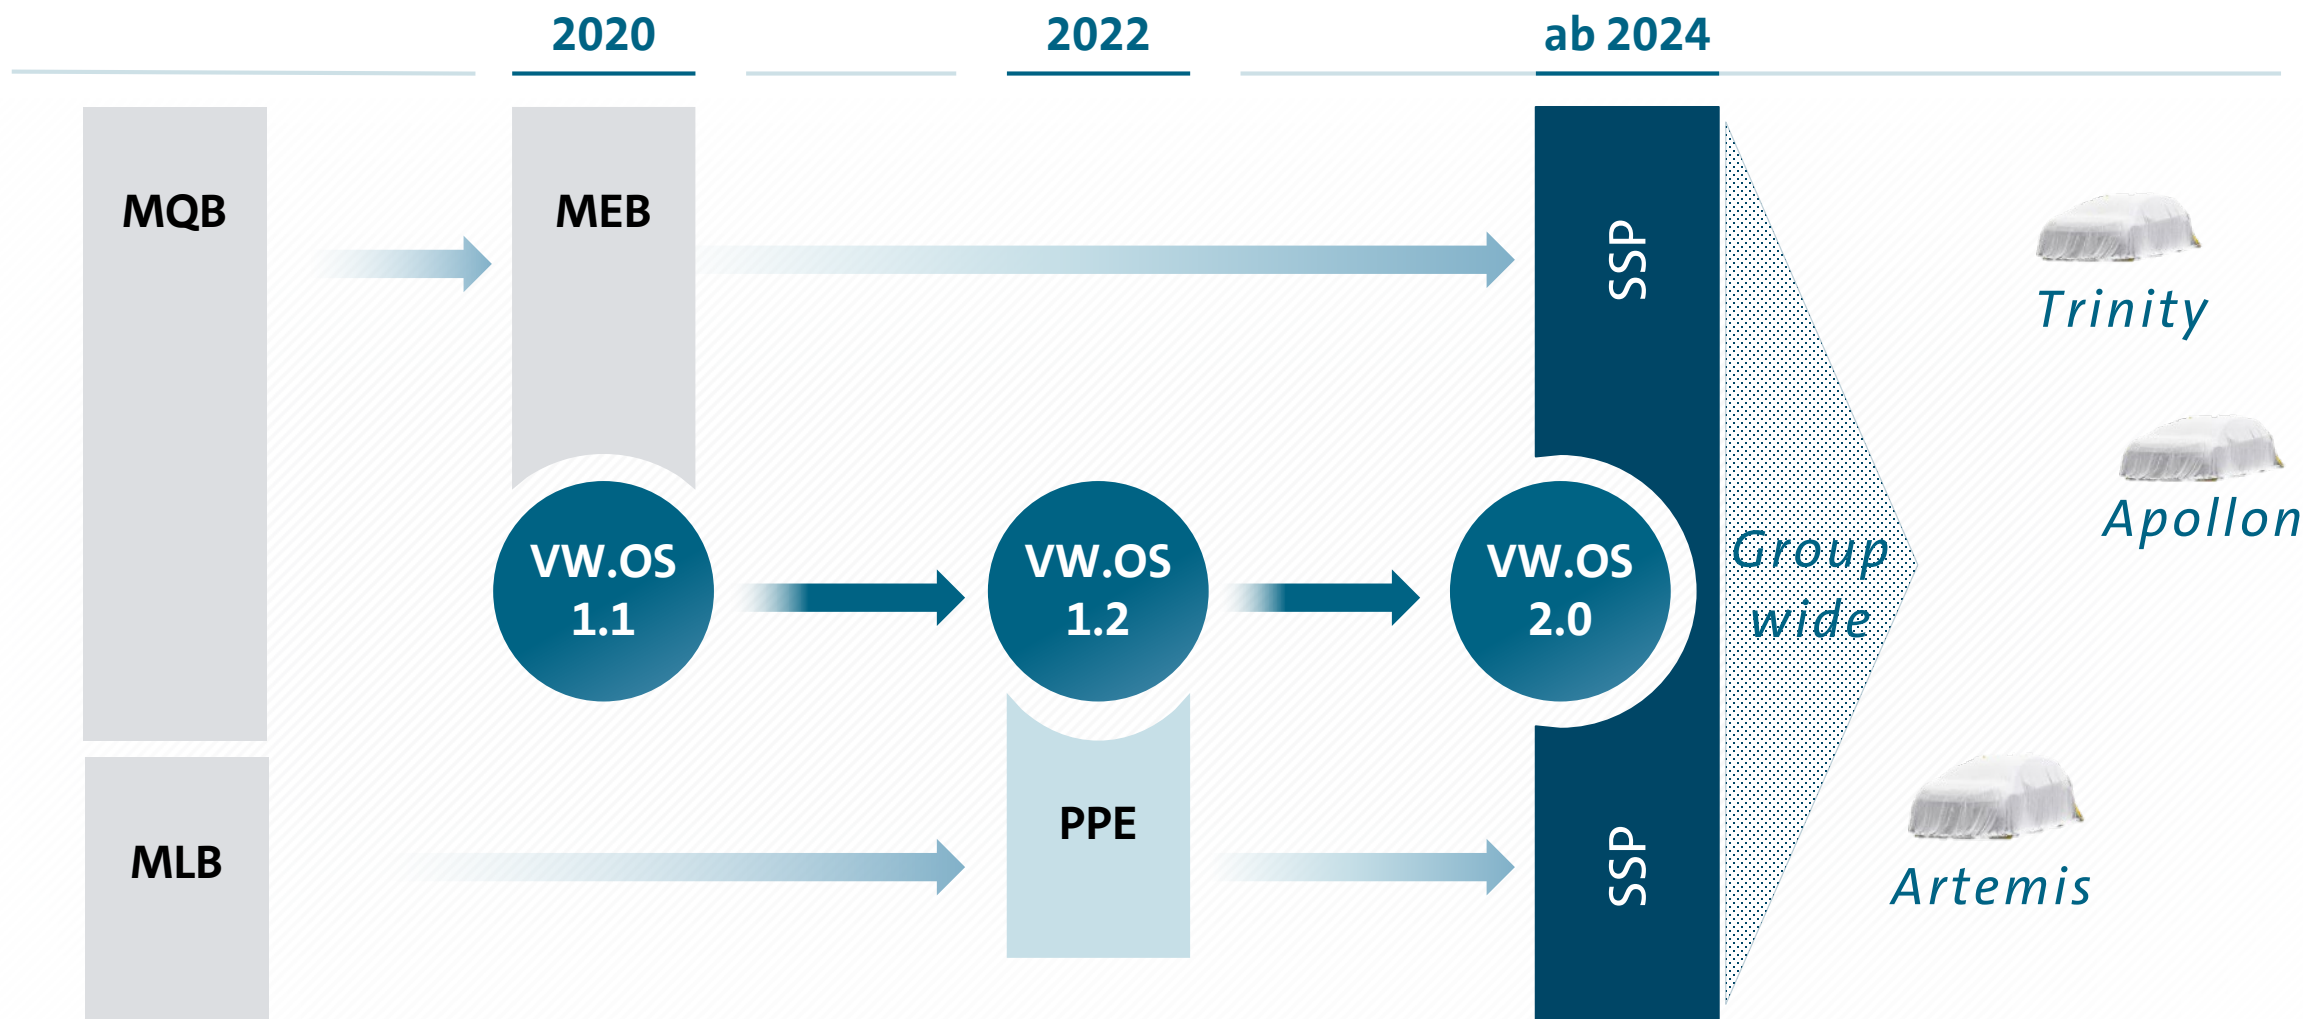 2020
2022
ab 2024
MQB
MEB
SSP
Trinity
Apollon
VW.OS
1.1
VW.OS
1.2
VW.OS
2.0
Group
wide
MLB
PPE
SSP
Artemis